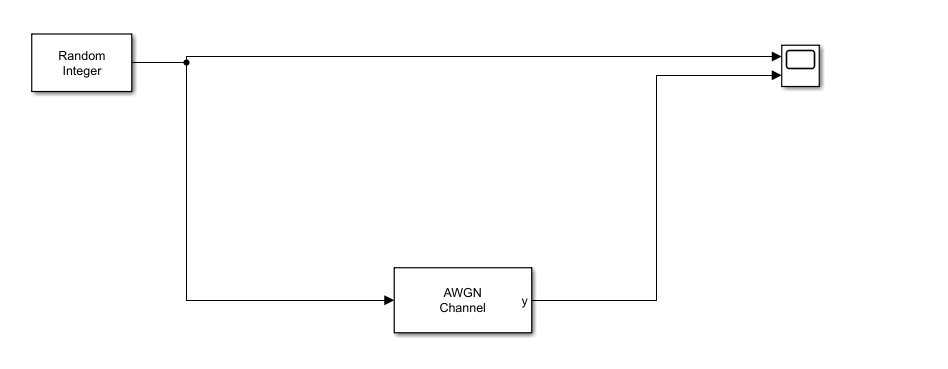 Random
Integer
AWGN
Channel
y